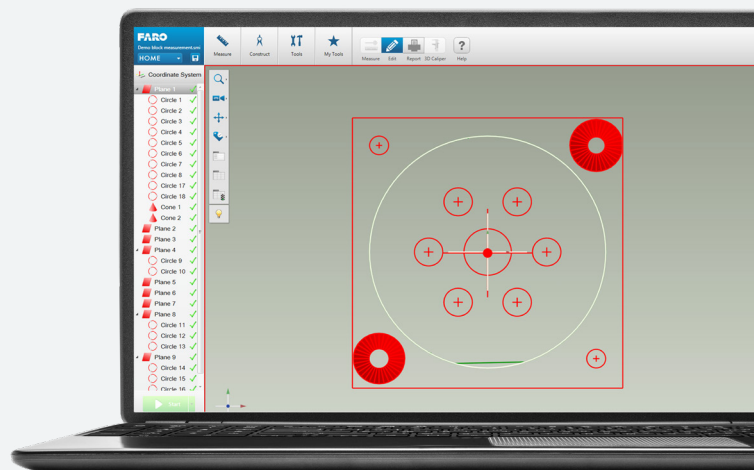 FARO
Demo block measurement.xml
HOME
Measure
Construct
Tools
My Tools
Measure
Edit
Report
3D Caliper
Help
Coordinate System
Plane 1
Circle 1
Circle 2
Circle 3
Circle 4
Circle 5
Circle 6
Circle 7
Circle 8
Circle 17
Circle 18
Cone 1
Cone 2
Plane 2
Plane 3
Plane 4
Circle 9
Circle 10
Plane 5
Plane 6
Plane 7
Plane 8
Circle 11
Circle 12
Circle 13
Plane 9
Circle 14
Circle 15
Circle 16